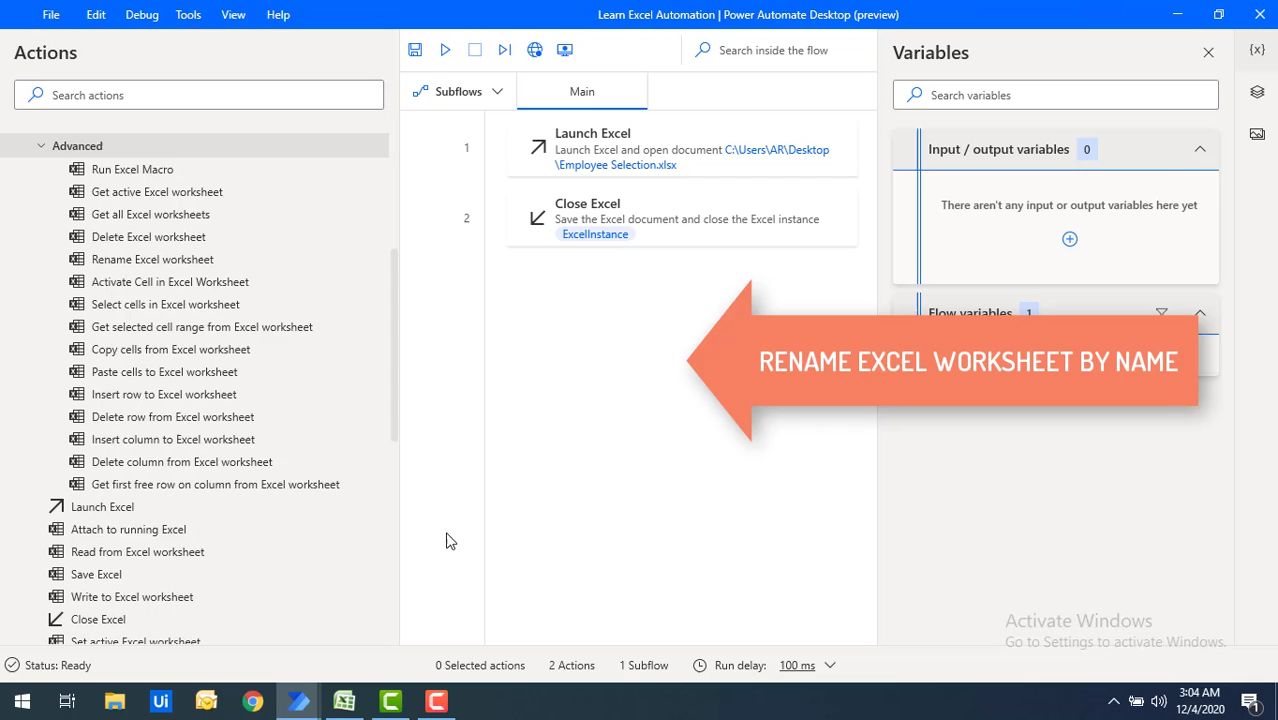 File Edit Debug Tools View Help Learn Excel Automation | Power Automate Desktop (preview)
Actions
Search actions
Advanced
Run Excel Macro
Get active Excel worksheet
Get all Excel worksheets
Delete Excel worksheet
Rename Excel worksheet
Activate Cell in Excel Worksheet
Select cells in Excel worksheet
Get selected cell range from Excel worksheet
Copy cells from Excel worksheet
Paste cells to Excel worksheet
Insert row to Excel worksheet
Delete row from Excel worksheet
Insert column to Excel worksheet
Delete column from Excel worksheet
Get first free row on column from Excel worksheet
Launch Excel
Attach to running Excel
Read from Excel worksheet
Save Excel
Write to Excel worksheet
Close Excel
Set active Excel worksheet
Search inside the flow
Subflows Main
1 Launch Excel
Launch Excel and open document C:\Users\AR\Desktop
\Employee Selection.xlsx
2 Close Excel
Save the Excel document and close the Excel instance
ExcelInstance
Variables {x}
Search variables
Input / output variables 0
There aren't any input or output variables here yet
Flow variables 1
RENAME EXCEL WORKSHEET BY NAME
Activate Windows
Go to Settings to activate Windows.
Status: Ready 0 Selected actions 2 Actions 1 Subflow Run delay: 100 ms
Ui
3:04 AM
12/4/2020
1